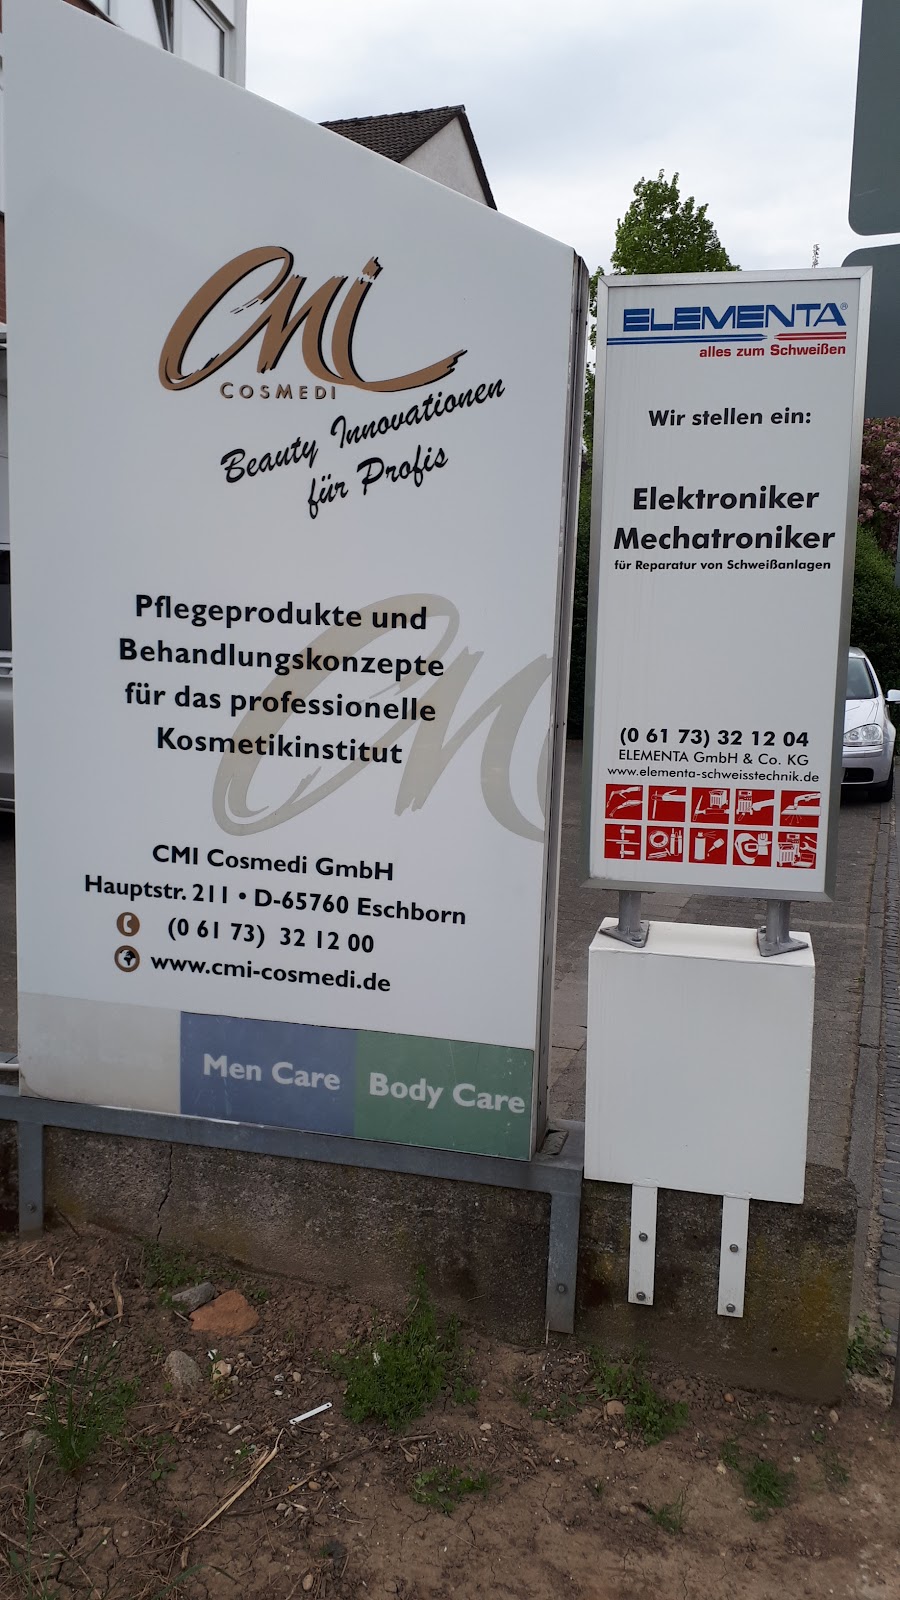 CMI
COSMEDI
Beauty Innovationen
für Profis
Pflegeprodukte und
Behandlungskonzepte
für das professionelle
Kosmetikinstitut
CMI Cosmedi GmbH
Hauptstr. 211 • D-65760 Eschborn
(0 61 73) 32 12 00
www.cmi-cosmedi.de
Men Care
Body Care
ELEMENTA®
alles zum Schweißen
Wir stellen ein:
Elektroniker
Mechatroniker
für Reparatur von Schweißanlagen
(0 61 73) 32 12 04
ELEMENTA GmbH & Co. KG
www.elementa-schweisstechnik.de